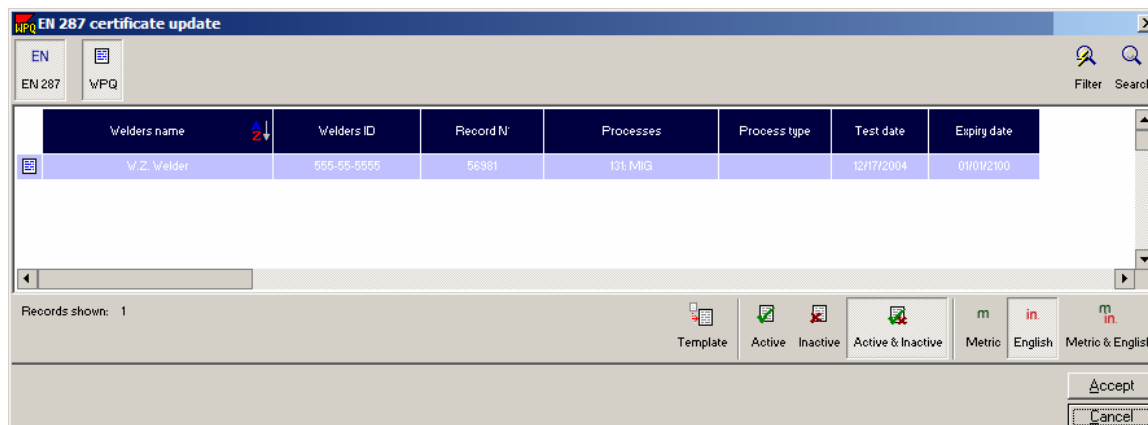 WPQ EN 287 certificate update
EN
EN 287 WPQ Filter Search
Welders name A Z Welders ID Record N° Processes Process type Test date Expiry date
W.Z. Welder 555-55-5555 56981 131: MIG 12/17/2004 01/01/2100
Records shown: 1
m in. m in.
Template Active Inactive Active & Inactive Metric English Metric & English
Accept
Cancel